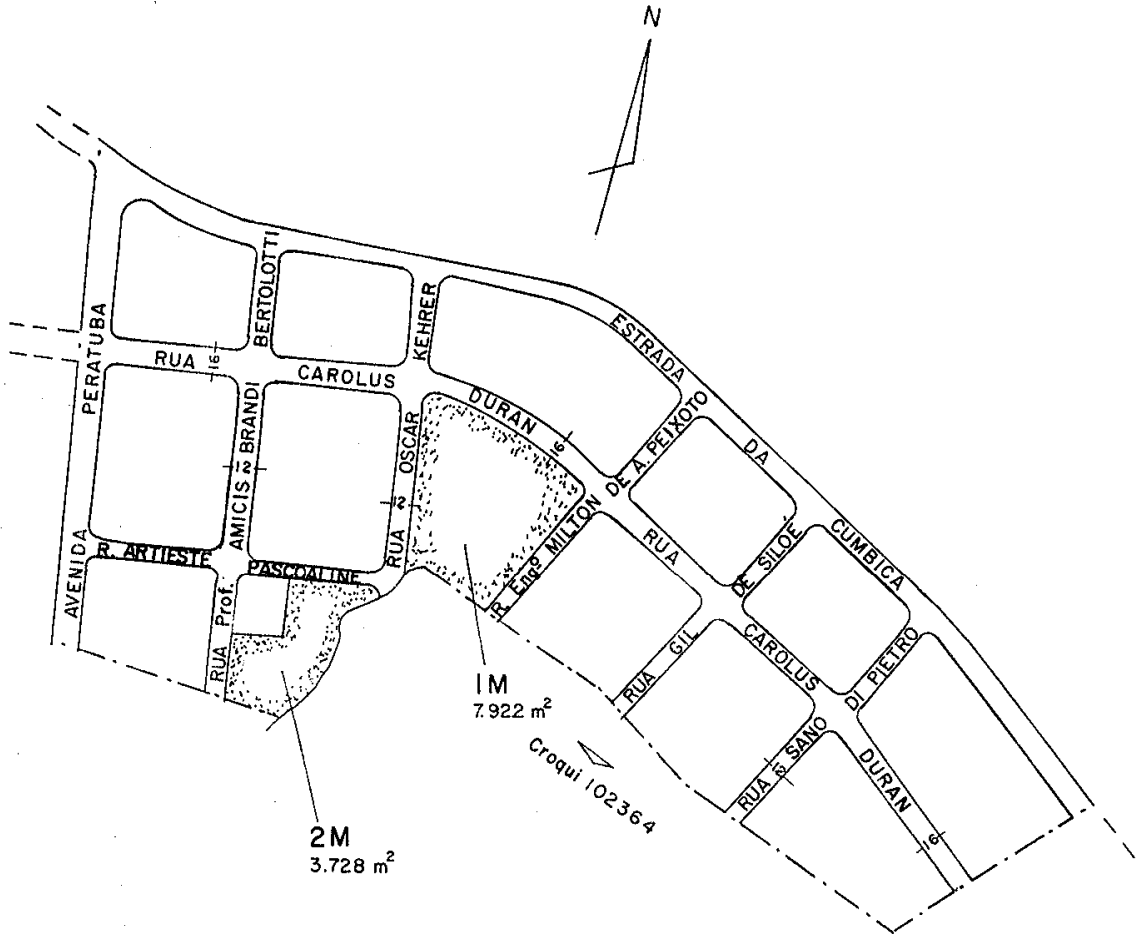 N
ESTRADA DA CUMBICA
AVENIDA PERATUBA
RUA Prof. AMICIS BRANDI BERTOLOTTI
12
RUA OSCAR KEHRER
12
RUA CAROLUS DURAN
16
16
R. ARTIESTE PASCOALINE
R. Engº MILTON DE A. PEIXOTO
RUA GIL DE SILOE
RUA CAROLUS DURAN
16
RUA SANO DI PIETRO
12
1M
7.922 m²
2M
3.728 m²
Croqui 102364